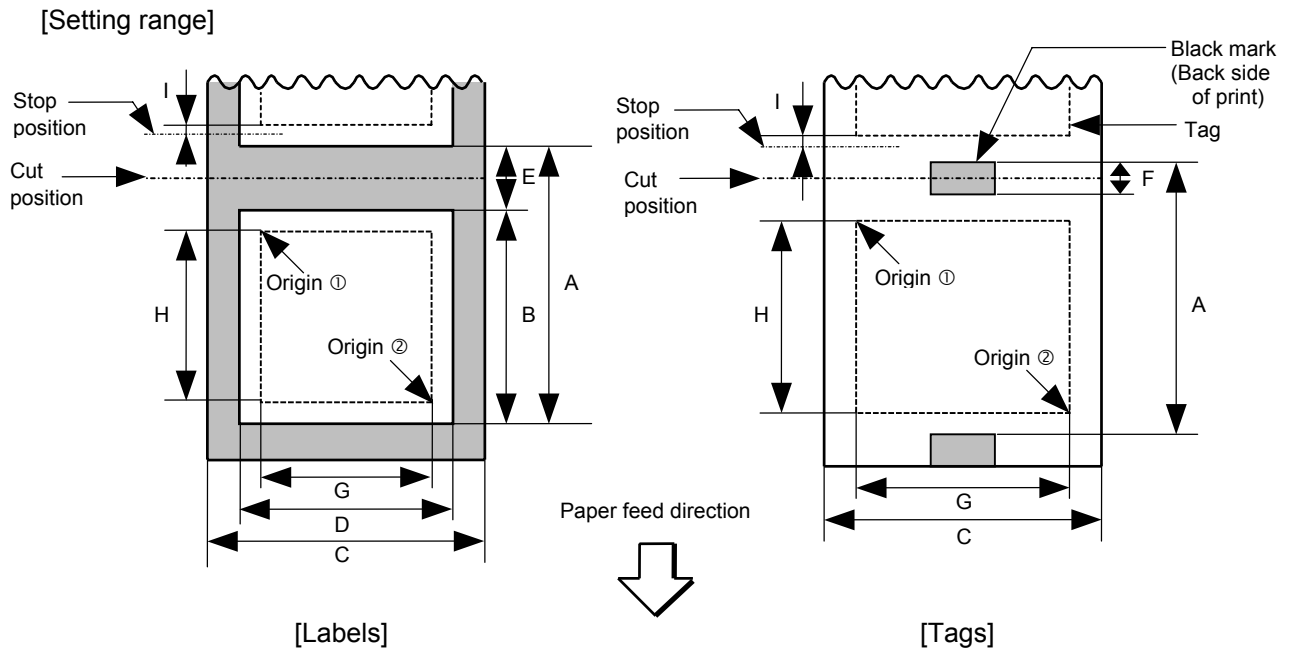 [Setting range]
I
Stop
position
Cut
position
E
Origin ①
H
A
B
Origin ②
G
D
C
[Labels]
Paper feed direction
Black mark
(Back side
of print)
I
Stop
position
Tag
Cut
position
F
Origin ①
H
A
Origin ②
G
C
[Tags]